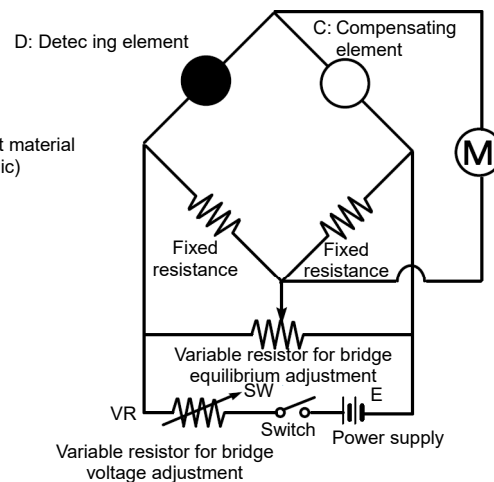 D: Detec ing element
C: Compensating
element
t material
ic)
M
Fixed
resistance
Fixed
resistance
Variable resistor for bridge
equilibrium adjustment
SW
E
VR
Switch
Power supply
Variable resistor for bridge
voltage adjustment